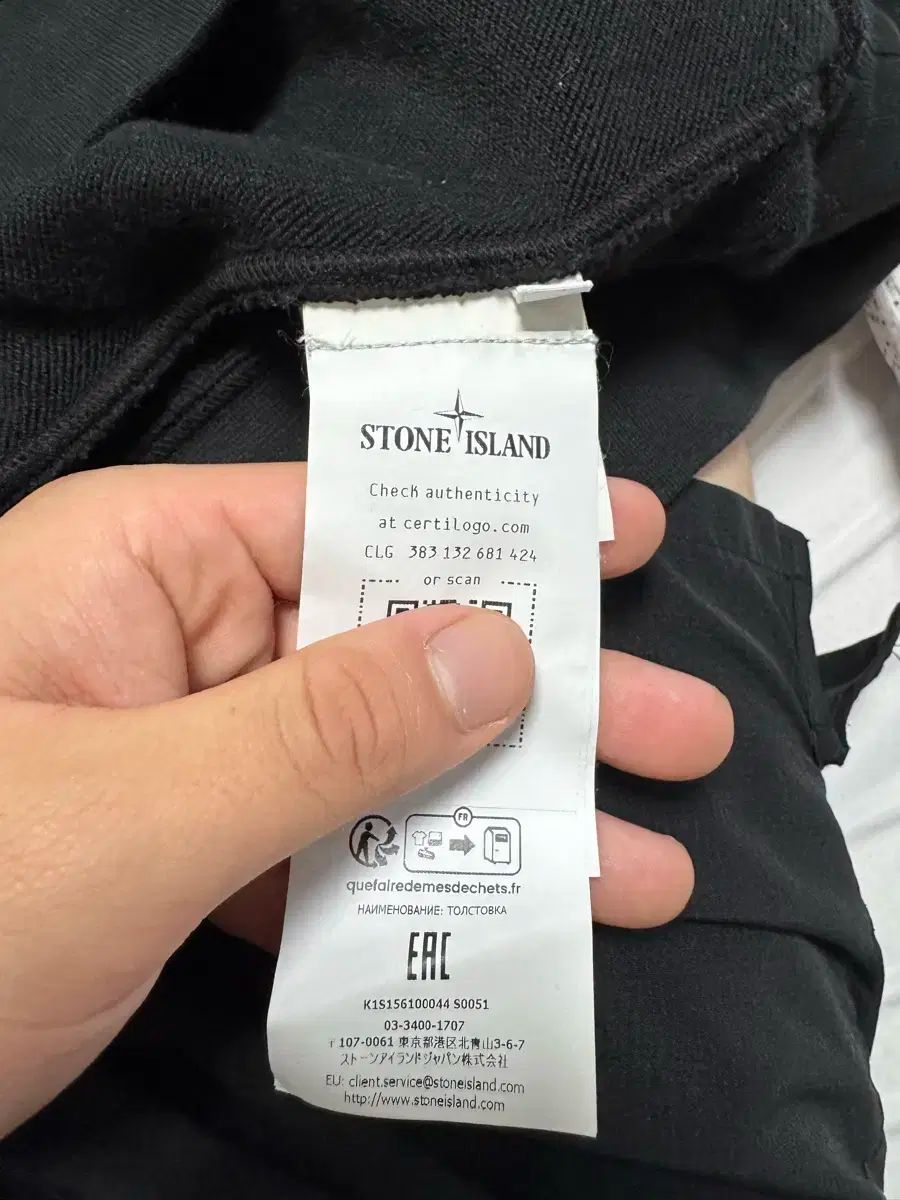 STONE ISLAND
Check authenticity
at certilogo.com
CLG 383 132 681 424
or scan
FR
quefairedemesdechets.fr
НАИМЕНОВАНИЕ: ТОЛСТОВКА
EAC
K1S156100044 S0051
03-3400-1707
〒107-0061 東京都港区北青山3-6-7
ストーンアイランドジャパン株式会社
EU: client.service@stoneisland.com
http://www.stoneisland.com